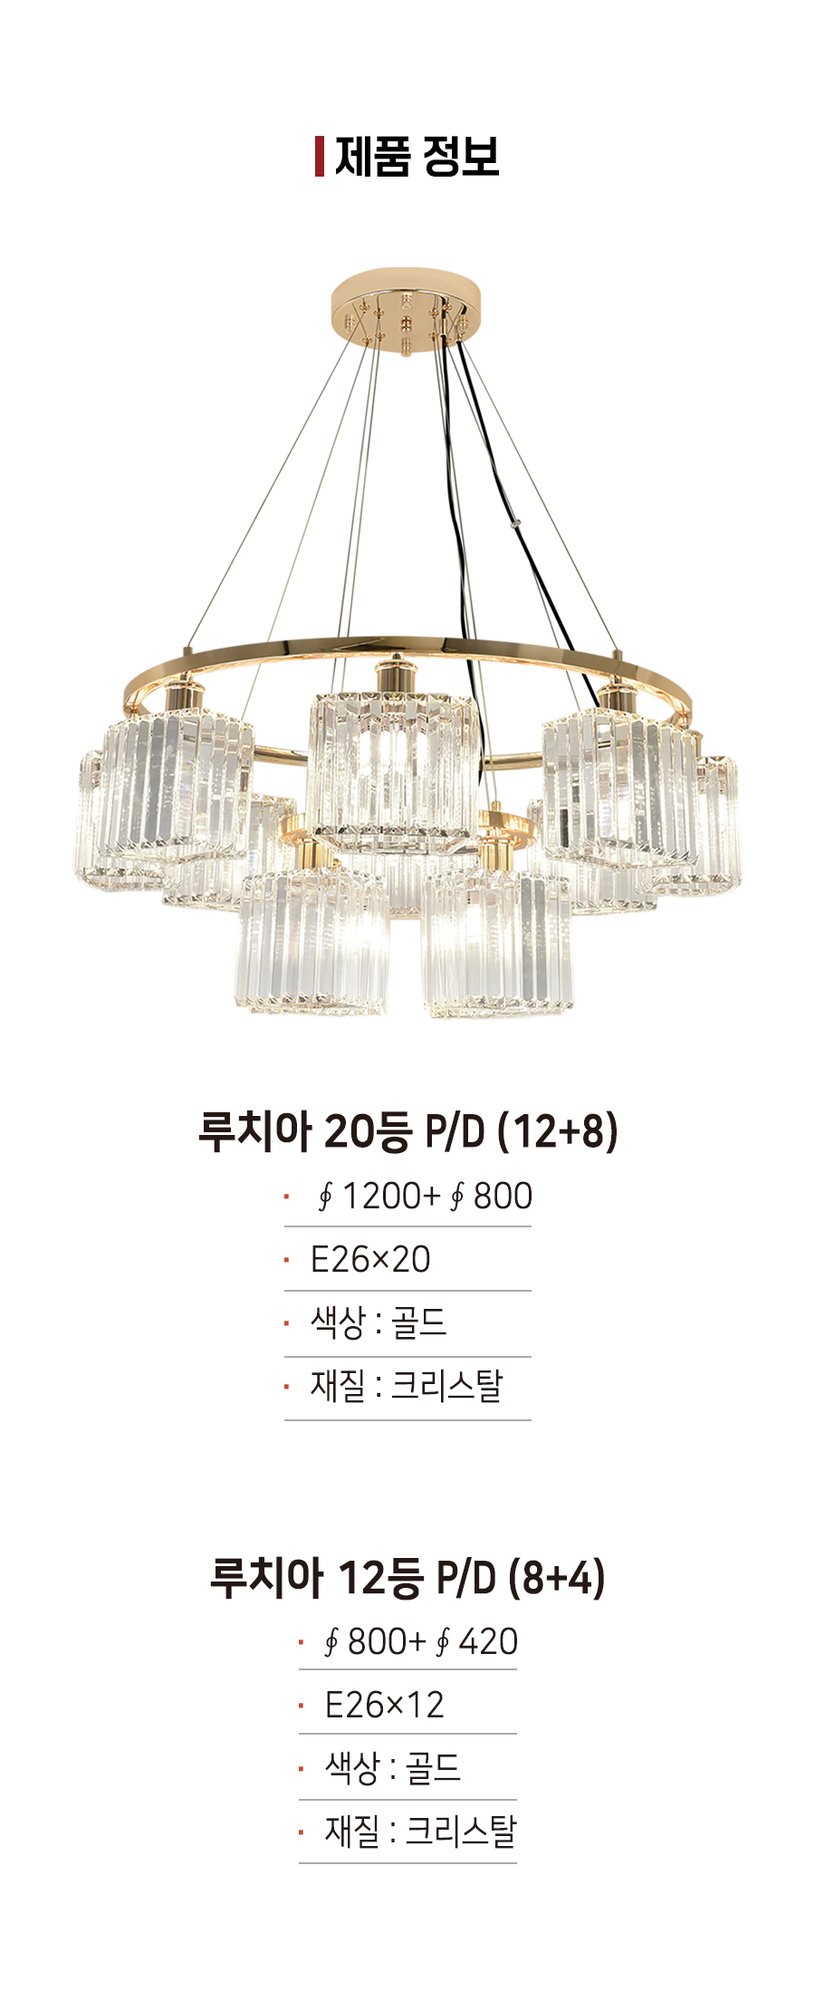 제품 정보
루치아 20등 P/D (12+8)
· ∮ 1200+ ∮ 800
· E26×20
· 색상 : 골드
· 재질 : 크리스탈
루치아 12등 P/D (8+4)
· ∮ 800+ ∮ 420
· E26×12
· 색상 : 골드
· 재질 : 크리스탈